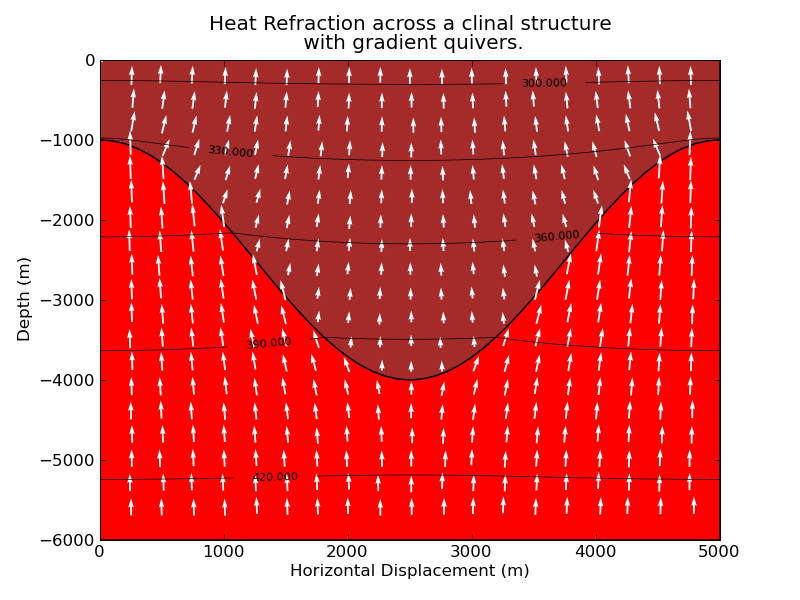 Heat Refraction across a clinal structure
with gradient quivers.
0
300.000
−1000
330.000
−2000
360.000
−3000
390.000
−4000
−5000
420.000
−6000
0 1000 2000 3000 4000 5000
Depth (m)
Horizontal Displacement (m)